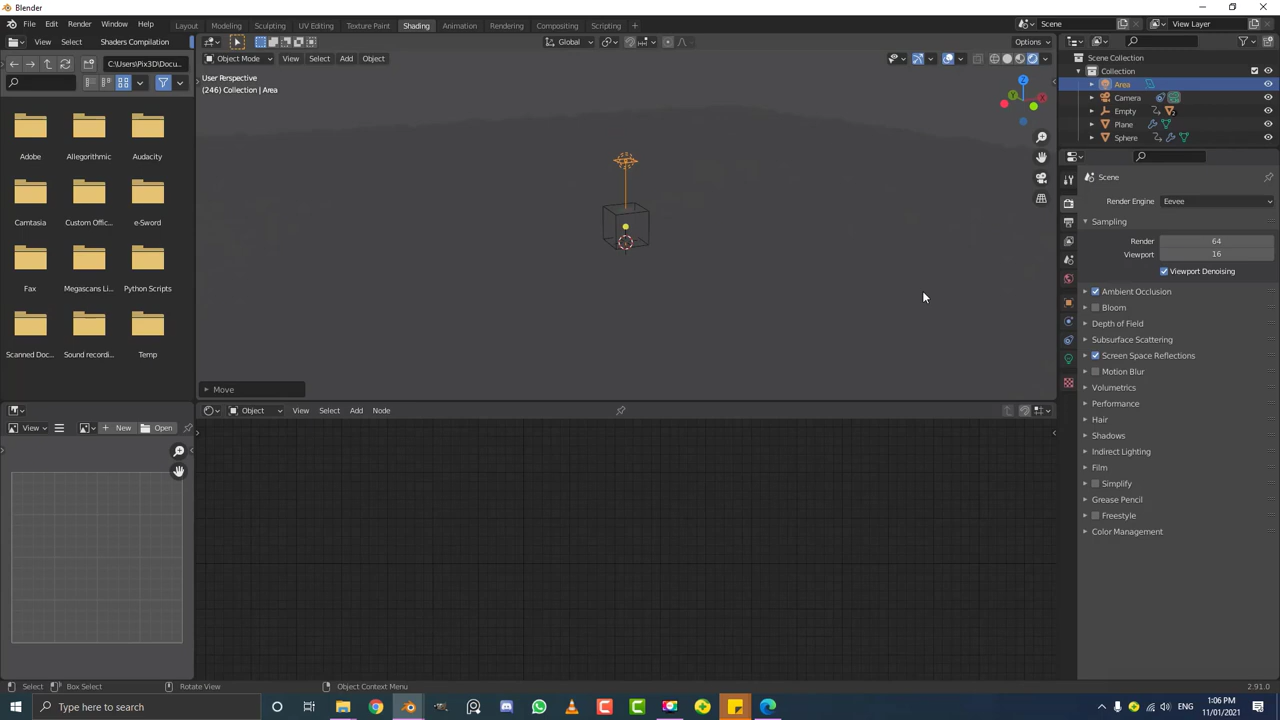 Blender
File Edit Render Window Help
Layout Modeling Sculpting UV Editing Texture Paint Shading Animation Rendering Compositing Scripting
Scene
View Layer
View Select Shaders Compilation
Global
Options
C:\Users\Pix3D\Docu...
Object Mode View Select Add Object
User Perspective
(246) Collection | Area
Scene Collection
Collection
Area
Camera
Empty
Plane
Sphere
Adobe Allegorithmic Audacity
Camtasia Custom Offic... e-Sword
Fax Megascans Li... Python Scripts
Scanned Doc... Sound recordi... Temp
Z
Y
X
Scene
Render Engine Eevee
Sampling
Render 64
Viewport 16
Viewport Denoising
Ambient Occlusion
Bloom
Depth of Field
Subsurface Scattering
Screen Space Reflections
Motion Blur
Volumetrics
Performance
Hair
Shadows
Indirect Lighting
Film
Simplify
Grease Pencil
Freestyle
Color Management
Move
Object View Select Add Node
View New Open
Select Box Select Rotate View Object Context Menu 2.91.0
Type here to search
ENG
1:06 PM
11/01/2021